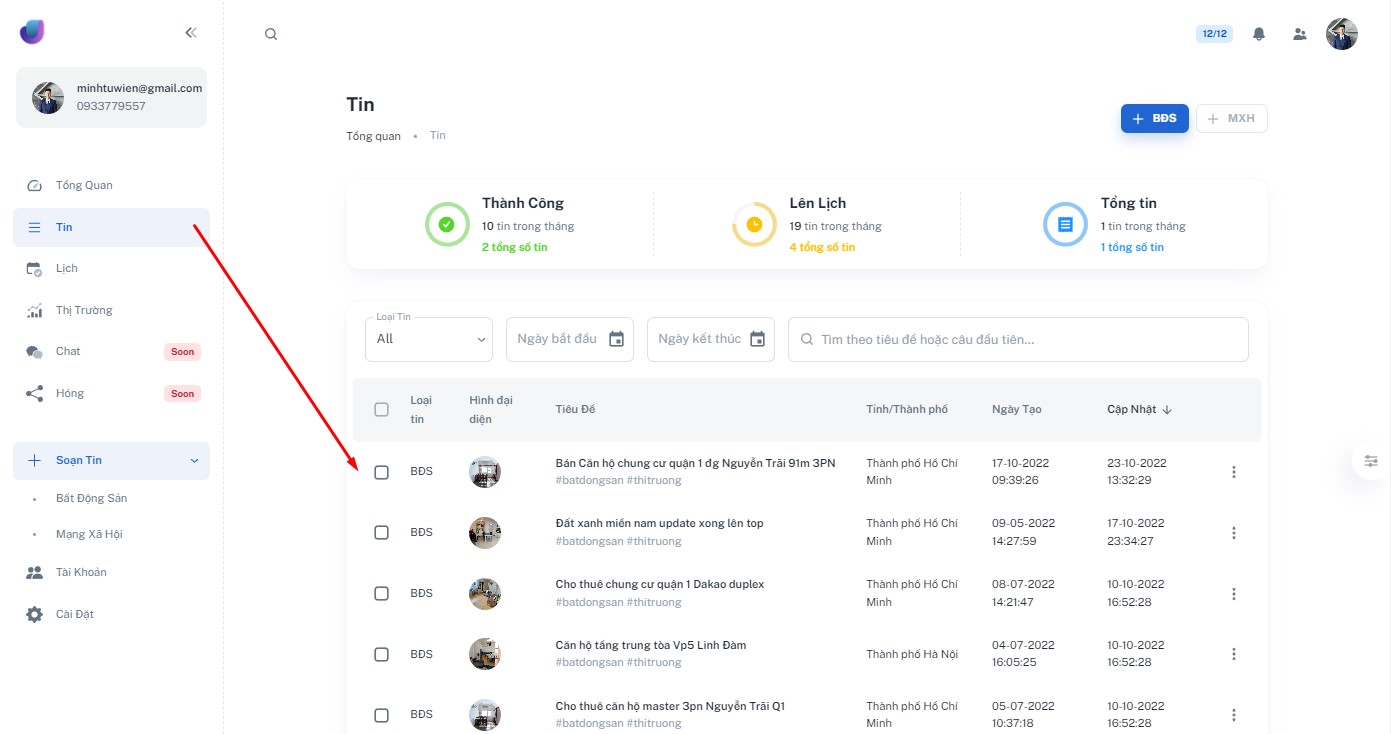 minhtuwien@gmail.com
0933779557
Tổng Quan
Tin
Lịch
Thị Trường
Chat
Soon
Hóng
Soon
Soạn Tin
Bất Động Sản
Mạng Xã Hội
Tài Khoản
Cài Đặt
12/12
Tin
Tổng quan • Tin
BĐS
MXH
Thành Công
10 tin trong tháng
2 tổng số tin
Lên Lịch
19 tin trong tháng
4 tổng số tin
Tổng tin
1 tin trong tháng
1 tổng số tin
Loại Tin
All
Ngày bắt đầu
Ngày kết thúc
Tìm theo tiêu đề hoặc câu đầu tiên...
Loại
tin
Hình đại
diện
Tiêu Đề
Tỉnh/Thành phố
Ngày Tạo
Cập Nhật
BĐS
Bán Căn hộ chung cư quận 1 đg Nguyễn Trãi 91m 3PN
#batdongsan #thitruong
Thành phố Hồ Chí
Minh
17-10-2022
09:39:26
23-10-2022
13:32:29
BĐS
Đất xanh miền nam update xong lên top
#batdongsan #thitruong
Thành phố Hồ Chí
Minh
09-05-2022
14:27:59
17-10-2022
23:34:27
BĐS
Cho thuê chung cư quận 1 Dakao duplex
#batdongsan #thitruong
Thành phố Hồ Chí
Minh
08-07-2022
14:21:47
10-10-2022
16:52:28
BĐS
Căn hộ tầng trung tòa Vp5 Linh Đàm
#batdongsan #thitruong
Thành phố Hà Nội
04-07-2022
16:05:25
10-10-2022
16:52:28
BĐS
Cho thuê căn hộ master 3pn Nguyễn Trãi Q1
#batdongsan #thitruong
Thành phố Hồ Chí
Minh
05-07-2022
10:37:18
10-10-2022
16:52:28